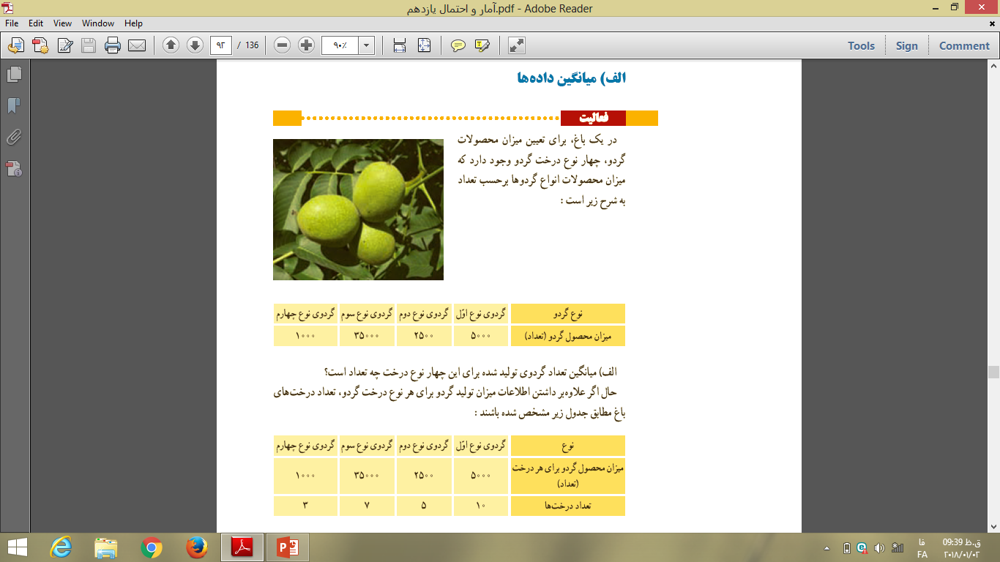 آمار و احتمال یازدهم.pdf - Adobe Reader
File Edit View Window Help
۹۲ / 136 ۹۰٪ Tools Sign Comment
الف) میانگین داده‌ها
فعالیت
در یک باغ، برای تعیین میزان محصولات
گردو، چهار نوع درخت گردو وجود دارد که
میزان محصولات انواع گردوها برحسب تعداد
به شرح زیر است :
نوع گردو گردوی نوع اوّل گردوی نوع دوم گردوی نوع سوم گردوی نوع چهارم
میزان محصول گردو (تعداد) ۵۰۰۰ ۲۵۰۰ ۳۵۰۰۰ ۱۰۰۰
الف) میانگین تعداد گردوی تولید شده برای این چهار نوع درخت چه تعداد است؟
حال اگر علاوه‌بر داشتن اطلاعات میزان تولید گردو برای هر نوع درخت گردو، تعداد درخت‌های
باغ مطابق جدول زیر مشخص شده باشند :
نوع گردوی نوع اوّل گردوی نوع دوم گردوی نوع سوم گردوی نوع چهارم
میزان محصول گردو برای هر درخت
(تعداد) ۵۰۰۰ ۲۵۰۰ ۳۵۰۰۰ ۱۰۰۰
تعداد درخت‌ها ۱۰ ۵ ۷ ۳
فا ق.ظ 09:39
FA ۲۰۱۸/۰۱/۰۲